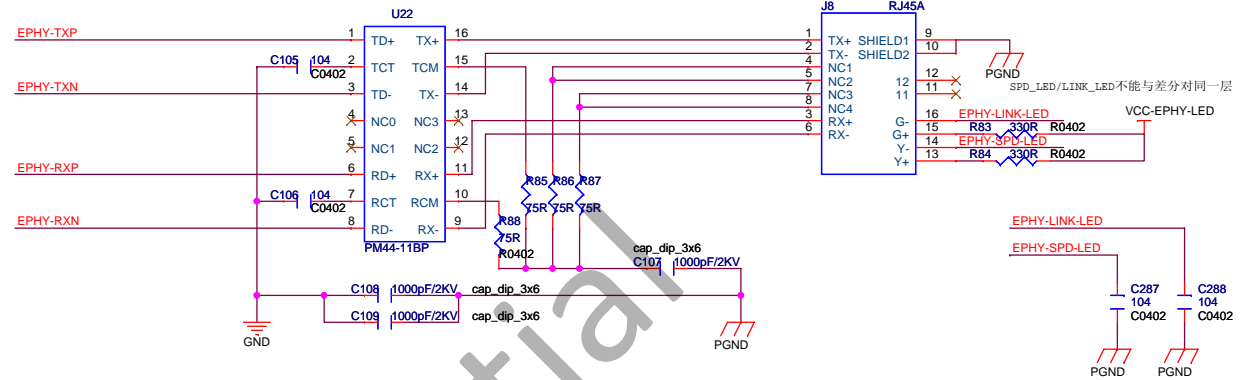 U22
J8 RJ45A
EPHY-TXP 1 TD+ TX+ 16 1 TX+ SHIELD1 9
2 TX- SHIELD2 10
C105 104 C0402 2 TCT TCM 15 4 NC1
PGND
5 NC2 12 12
EPHY-TXN 3 TD- TX- 14 7 NC3 11 11
SPD_LED/LINK_LED不能与差分对同一层
8 NC4
VCC-EPHY-LED
4 NC0 NC3 13 3 RX+ G- 16 EPHY-LINK-LED
6 RX- G+ 15 R83 330R R0402
5 NC1 NC2 12 Y- 14 EPHY-SPD-LED
Y+ 13 R84 330R R0402
EPHY-RXP 6 RD+ RX+ 11
R85 R86 R87
75R 75R 75R
C106 104 C0402 7 RCT RCM 10
EPHY-RXN 8 RD- RX- 9
R88
75R
R0402
PM44-11BP
EPHY-LINK-LED
EPHY-SPD-LED
cap_dip_3x6
C107 1000pF/2KV
C108 1000pF/2KV cap_dip_3x6
C109 1000pF/2KV cap_dip_3x6
C287 C288
104 104
C0402 C0402
GND PGND
PGND PGND
ntial